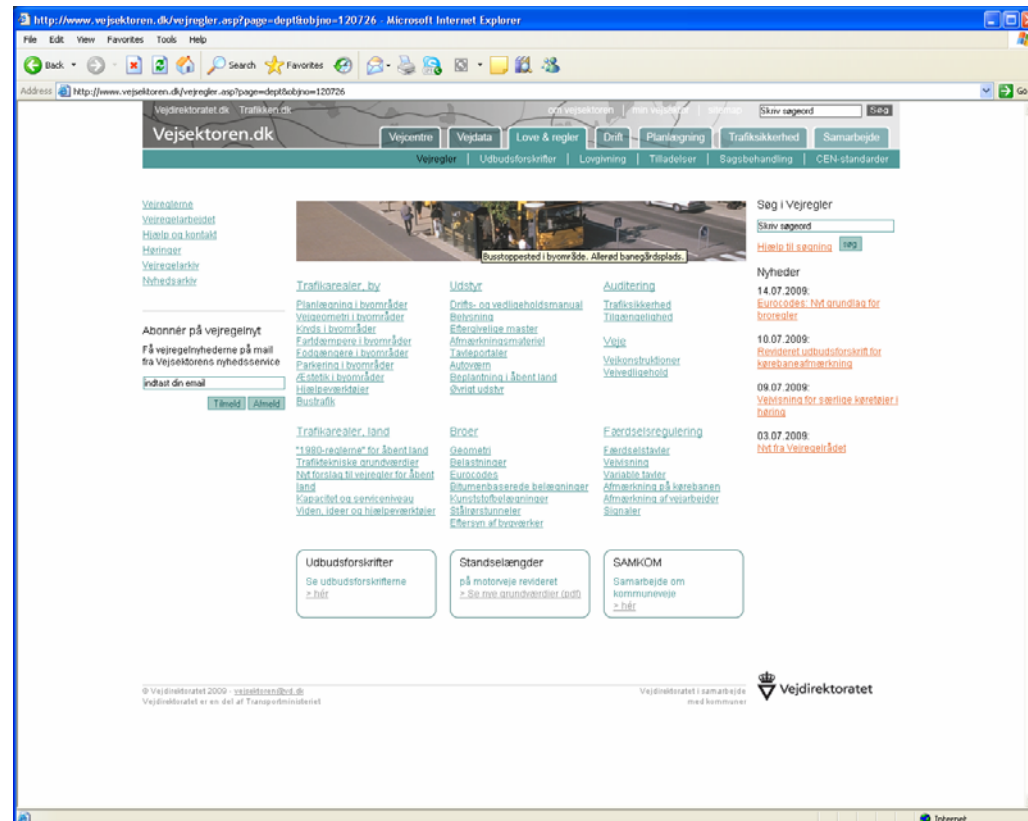 http://www.vejsektoren.dk/vejregler.asp?page=dept&objno=120726 - Microsoft Internet Explorer
File Edit View Favorites Tools Help
Back Search Favorites
Address http://www.vejsektoren.dk/vejregler.asp?page=dept&objno=120726 Go
Vejdirektoratet.dk Trafikken.dk om vejsektoren | min vejsektor | sitemap Skriv søgeord Søg
Vejsektoren.dk Vejcentre Vejdata Love & regler Drift Planlægning Trafiksikkerhed Samarbejde
Vejregler | Udbudsforskrifter | Lovgivning | Tilladelser | Sagsbehandling | CEN-standarder
Vejreglerne
Vejregelarbejdet
Hjælp og kontakt
Høringer
Vejregelarkiv
Nyhedsarkiv
Abonnér på vejregelnyt
Få vejregelnyhederne på mail
fra Vejsektorens nyhedsservice
indtast din email
Tilmeld Afmeld
Busstoppested i byområde. Allerød banegårdsplads.
Trafikarealer, by
Planlægning i byområder
Vejgeometri i byområder
Kryds i byområder
Fartdæmpere i byområder
Fodgængere i byområder
Parkering i byområder
Æstetik i byområder
Hjælpeværktøjer
Bustrafik
Udstyr
Drifts- og vedligeholdsmanual
Belysning
Eftergivelige master
Afmærkningsmateriel
Tavleportaler
Autoværn
Beplantning i åbent land
Øvrigt udstyr
Auditering
Trafiksikkerhed
Tilgængelighed
Veje
Vejkonstruktioner
Vejvedligehold
Trafikarealer, land
"1980-reglerne" for åbent land
Trafiktekniske grundværdier
Nyt forslag til vejregler for åbent
land
Kapacitet og serviceniveau
Viden, ideer og hjælpeværktøjer
Broer
Geometri
Belastninger
Eurocodes
Bitumenbaserede belægninger
Kunststofbelægninger
Stålrørstunneler
Eftersyn af bygværker
Færdselsregulering
Færdselstavler
Vejvisning
Variable tavler
Afmærkning på kørebanen
Afmærkning af vejarbejder
Signaler
Udbudsforskrifter
Se udbudsforskrifterne
> hér
Standselængder
på motorveje revideret
> Se nye grundværdier (pdf)
SAMKOM
Samarbejde om
kommuneveje
> hér
Søg i Vejregler
Skriv søgeord
Hjælp til søgning søg
Nyheder
14.07.2009:
Eurocodes: Nyt grundlag for
broregler
10.07.2009:
Revideret udbudsforskrift for
kørebaneafmærkning
09.07.2009:
Vejvisning for særlige køretøjer i
høring
03.07.2009:
Nyt fra Vejregelrådet
© Vejdirektoratet 2009 - vejsektoren@vd.dk
Vejdirektoratet er en del af Transportministeriet
Vejdirektoratet i samarbejde
med kommuner
Vejdirektoratet
Internet